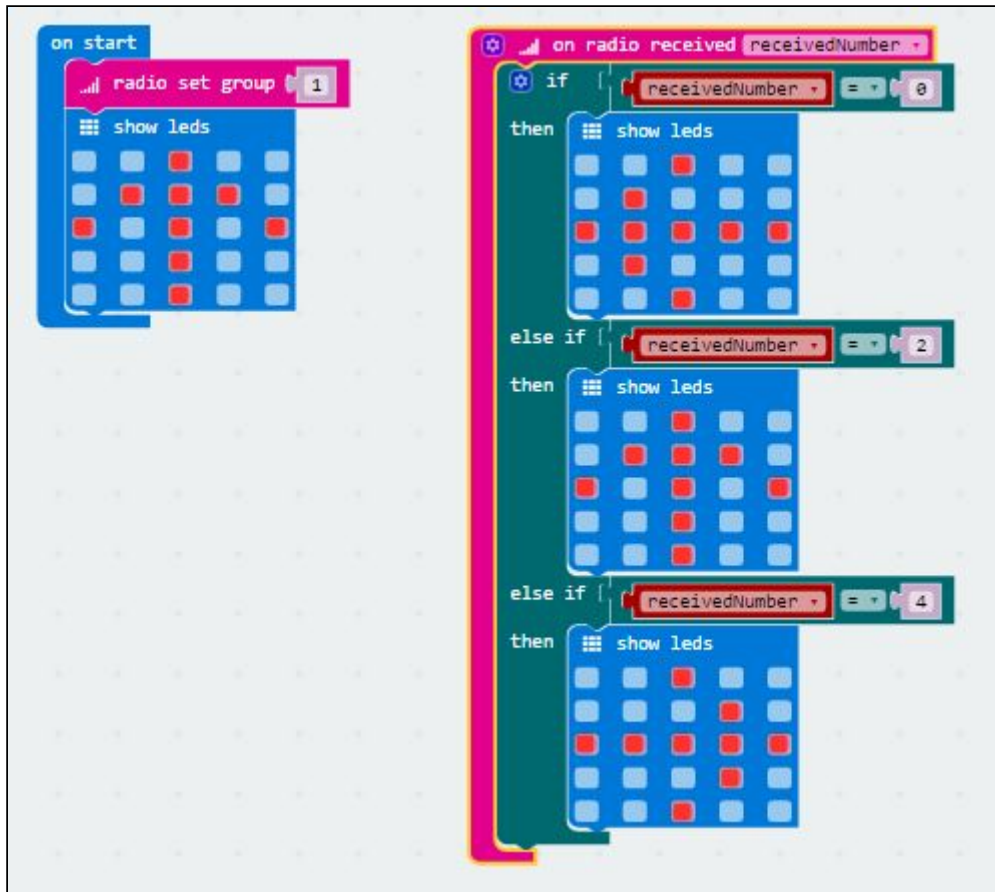 on start
radio set group 1
show leds
on radio received receivedNumber
if receivedNumber = 0
then show leds
else if receivedNumber = 2
then show leds
else if receivedNumber = 4
then show leds